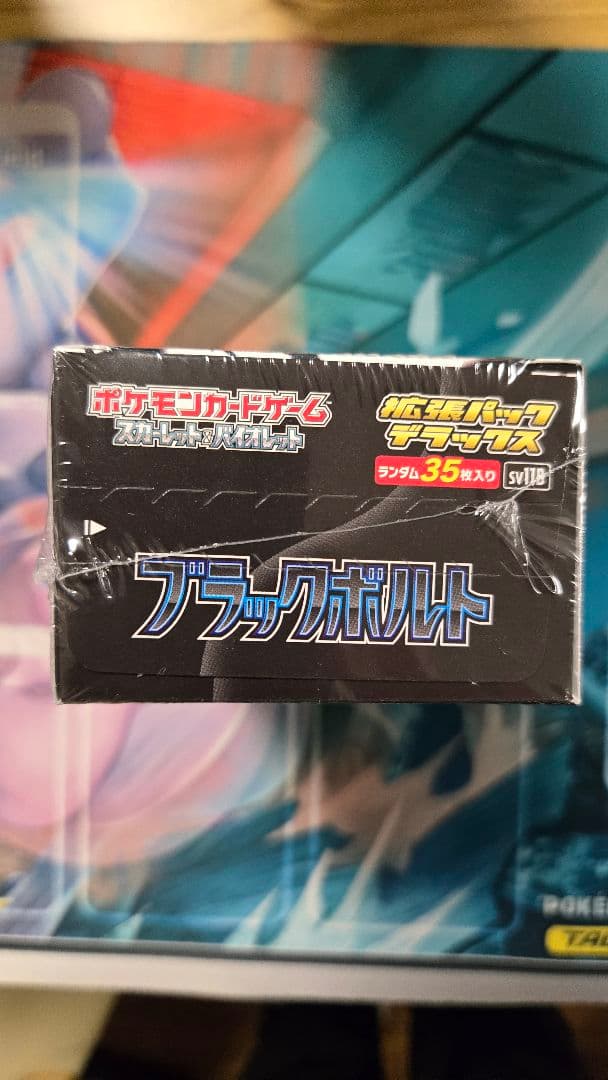 ポケモンカードゲーム
スカーレット&バイオレット
拡張パック
デラックス
ランダム35枚入り
SV11B
ブラックボルト